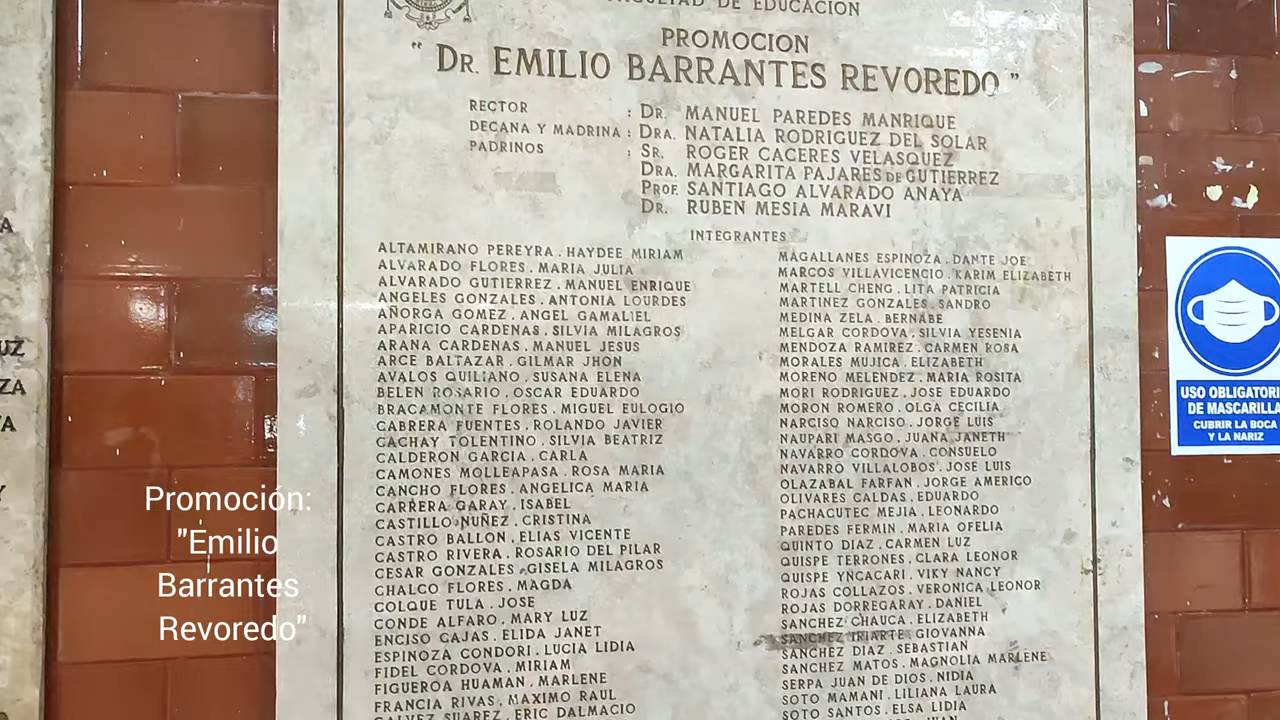 FACULTAD DE EDUCACION
PROMOCION
“ DR. EMILIO BARRANTES REVOREDO ”
RECTOR : DR. MANUEL PAREDES MANRIQUE
DECANA Y MADRINA : DRA. NATALIA RODRIGUEZ DEL SOLAR
PADRINOS : SR. ROGER CACERES VELASQUEZ
DRA. MARGARITA PAJARES DE GUTIERREZ
PROF. SANTIAGO ALVARADO ANAYA
DR. RUBEN MESIA MARAVI
INTEGRANTES
ALTAMIRANO PEREYRA . HAYDEE MIRIAM
ALVARADO FLORES . MARIA JULIA
ALVARADO GUTIERREZ . MANUEL ENRIQUE
ANGELES GONZALES . ANTONIA LOURDES
AÑORGA GOMEZ . ANGEL GAMALIEL
APARICIO CARDENAS . SILVIA MILAGROS
ARANA CARDENAS . MANUEL JESUS
ARCE BALTAZAR . GILMAR JHON
AVALOS QUILIANO . SUSANA ELENA
BELEN ROSARIO . OSCAR EDUARDO
BRACAMONTE FLORES . MIGUEL EULOGIO
CABRERA FUENTES . ROLANDO JAVIER
CACHAY TOLENTINO . SILVIA BEATRIZ
CALDERON GARCIA . CARLA
CAMONES MOLLEAPASA . ROSA MARIA
CANCHO FLORES . ANGELICA MARIA
CARRERA GARAY . ISABEL
CASTILLO NUÑEZ . CRISTINA
CASTRO BALLON . ELIAS VICENTE
CASTRO RIVERA . ROSARIO DEL PILAR
CESAR GONZALES . GISELA MILAGROS
CHALCO FLORES . MAGDA
COLQUE TULA . JOSE
CONDE ALFARO . MARY LUZ
ENCISO CAJAS . ELIDA JANET
ESPINOZA CONDORI . LUCIA LIDIA
FIDEL CORDOVA . MIRIAM
FIGUEROA HUAMAN . MARLENE
FRANCIA RIVAS . MAXIMO RAUL
GALVEZ SUAREZ . ERIC DALMACIO
MAGALLANES ESPINOZA . DANTE JOE
MARCOS VILLAVICENCIO . KARIM ELIZABETH
MARTELL CHENG . LITA PATRICIA
MARTINEZ GONZALES . SANDRO
MEDINA ZELA . BERNABE
MELGAR CORDOVA . SILVIA YESENIA
MENDOZA RAMIREZ . CARMEN ROSA
MORALES MUJICA . ELIZABETH
MORENO MELENDEZ . MARIA ROSITA
MORI RODRIGUEZ . JOSE EDUARDO
MORON ROMERO . OLGA CECILIA
NARCISO NARCISO . JORGE LUIS
NAUPARI MASGO . JUANA JANETH
NAVARRO CORDOVA . CONSUELO
NAVARRO VILLALOBOS . JOSE LUIS
OLAZABAL FARFAN . JORGE AMERICO
OLIVARES CALDAS . EDUARDO
PACHACUTEC MEJIA . LEONARDO
PAREDES FERMIN . MARIA OFELIA
QUINTO DIAZ . CARMEN LUZ
QUISPE TERRONES . CLARA LEONOR
QUISPE YNCACARI . VIKY NANCY
ROJAS COLLAZOS . VERONICA LEONOR
ROJAS DORREGARAY . DANIEL
SANCHEZ CHAUCA . ELIZABETH
SANCHEZ IRIARTE . GIOVANNA
SANCHEZ DIAZ . SEBASTIAN
SANCHEZ MATOS . MAGNOLIA MARLENE
SERPA JUAN DE DIOS . NIDIA
SOTO MAMANI . LILIANA LAURA
SOTO SANTOS . ELSA LIDIA
USO OBLIGATORI
DE MASCARILLA
CUBRIR LA BOCA
Y LA NARIZ
Promoción:
"Emilio
Barrantes
Revoredo"